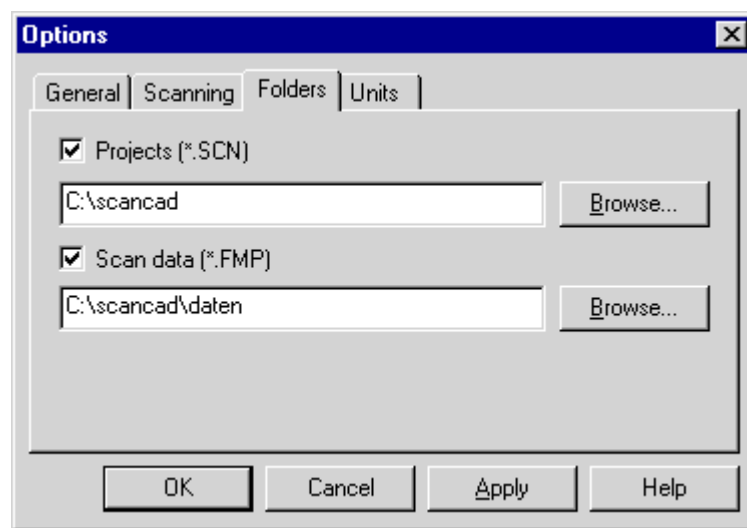 Options
General Scanning Folders Units
Projects (*.SCN)
C:\scancad Browse...
Scan data (*.FMP)
C:\scancad\daten Browse...
OK Cancel Apply Help